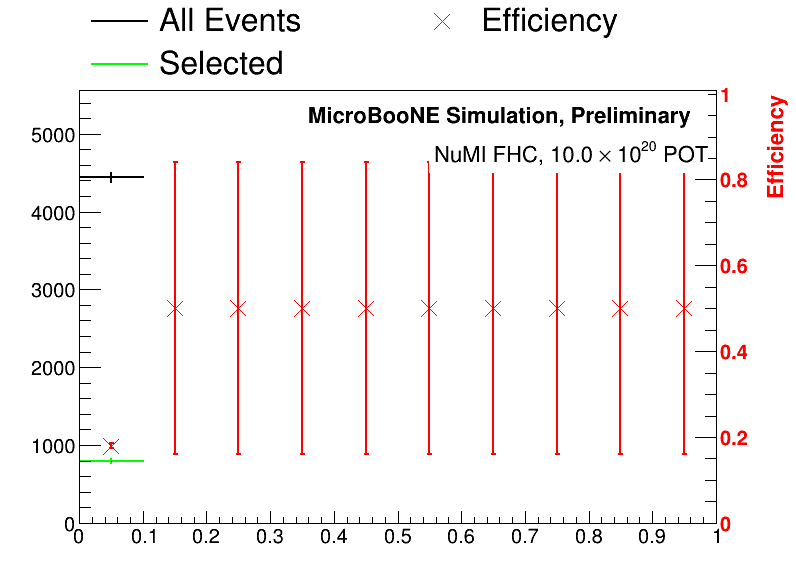 All Events
Efficiency
Selected
MicroBooNE Simulation, Preliminary
NuMI FHC, 10.0 × 10²⁰ POT
5000
4000
3000
2000
1000
0
1
0.8
0.6
0.4
0.2
0
Efficiency
0 0.1 0.2 0.3 0.4 0.5 0.6 0.7 0.8 0.9 1